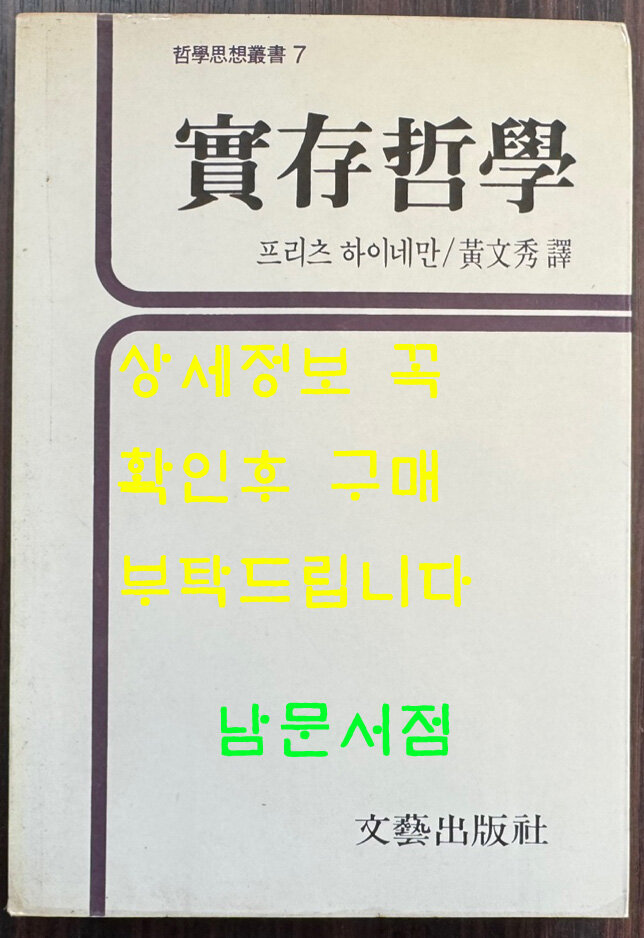 哲學思想叢書 7
實存哲學
프리츠 하이네만/黃文秀 譯
상세정보 꼭
확인후 구매
부탁드립니다
남문서점
文藝出版社